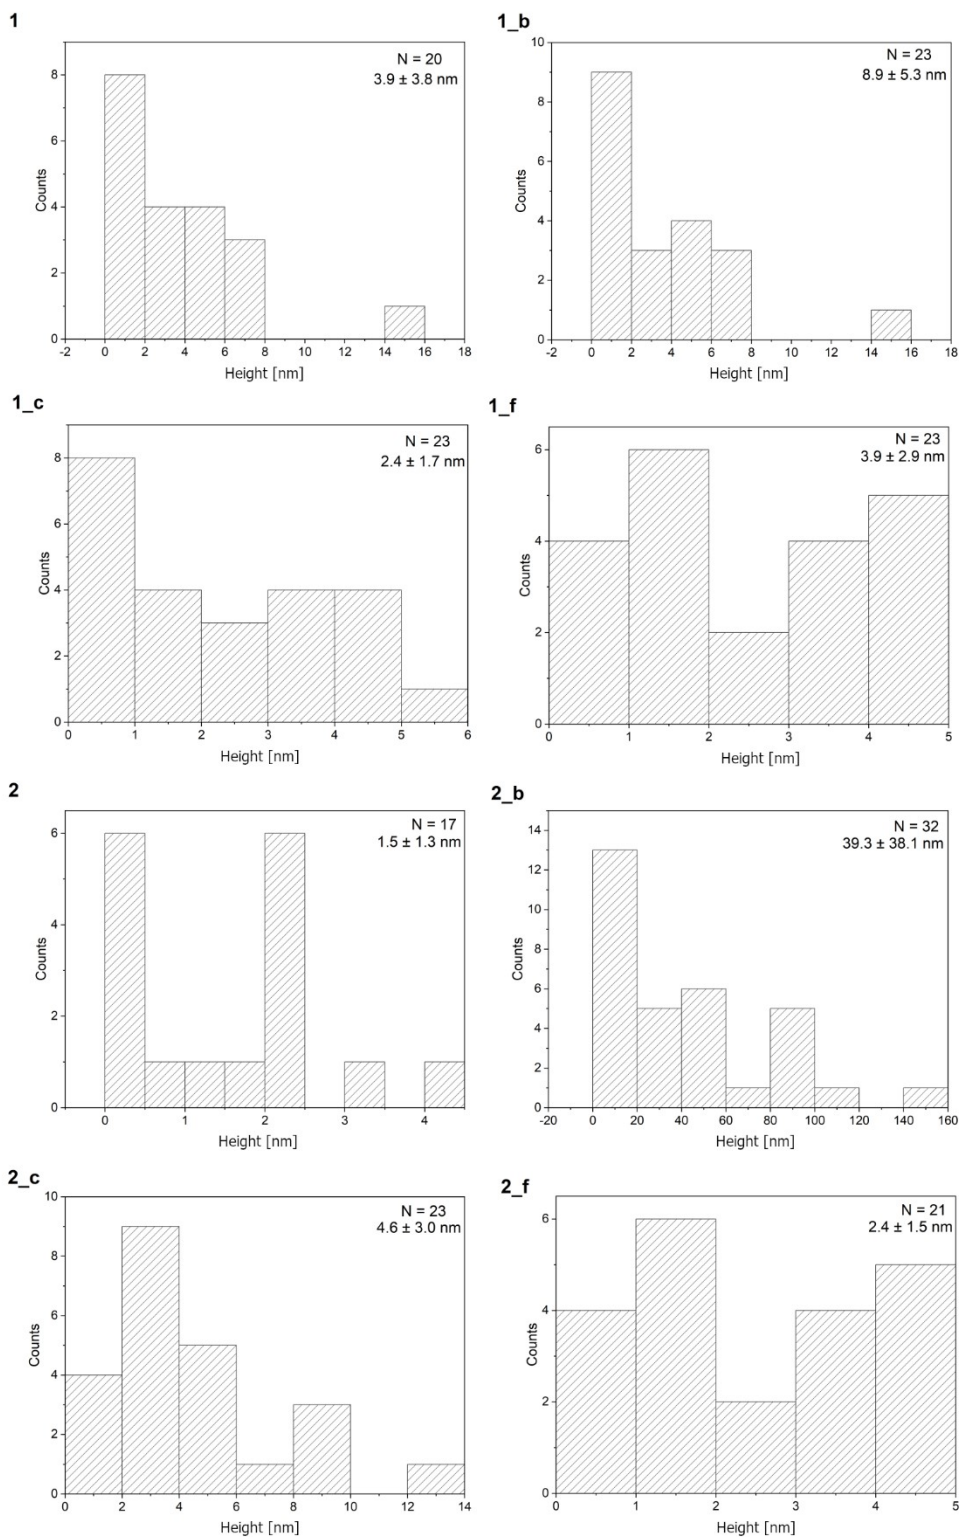 1
N = 20
3.9 ± 3.8 nm
8
6
4
2
0
Counts
-2 0 2 4 6 8 10 12 14 16 18
Height [nm]
1_b
N = 23
8.9 ± 5.3 nm
10
8
6
4
2
0
Counts
-2 0 2 4 6 8 10 12 14 16 18
Height [nm]
1_c
N = 23
2.4 ± 1.7 nm
8
6
4
2
0
Counts
0 1 2 3 4 5 6
Height [nm]
1_f
N = 23
3.9 ± 2.9 nm
6
4
2
0
Counts
0 1 2 3 4 5
Height [nm]
2
N = 17
1.5 ± 1.3 nm
6
4
2
0
Counts
0 1 2 3 4
Height [nm]
2_b
N = 32
39.3 ± 38.1 nm
14
12
10
8
6
4
2
0
Counts
-20 0 20 40 60 80 100 120 140 160
Height [nm]
2_c
N = 23
4.6 ± 3.0 nm
10
8
6
4
2
0
Counts
0 2 4 6 8 10 12 14
Height [nm]
2_f
N = 21
2.4 ± 1.5 nm
6
4
2
0
Counts
0 1 2 3 4 5
Height [nm]